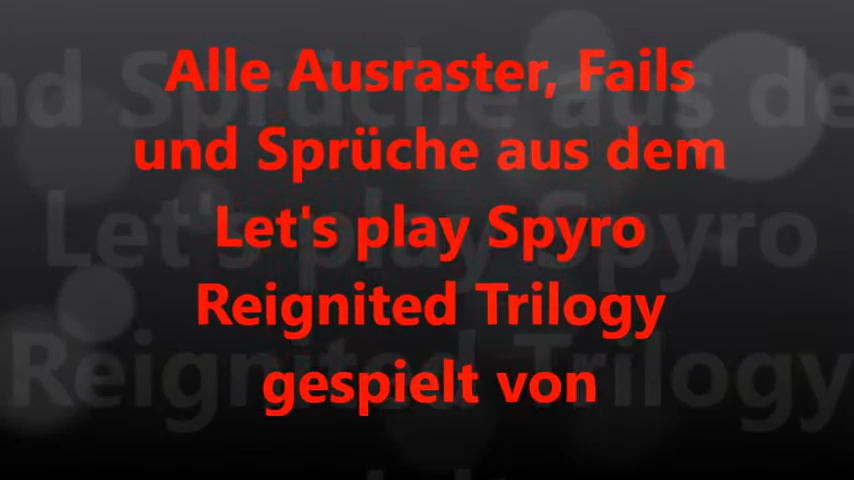 Alle Ausraster, Fails
und Sprüche aus dem
Let's play Spyro
Reignited Trilogy
gespielt von